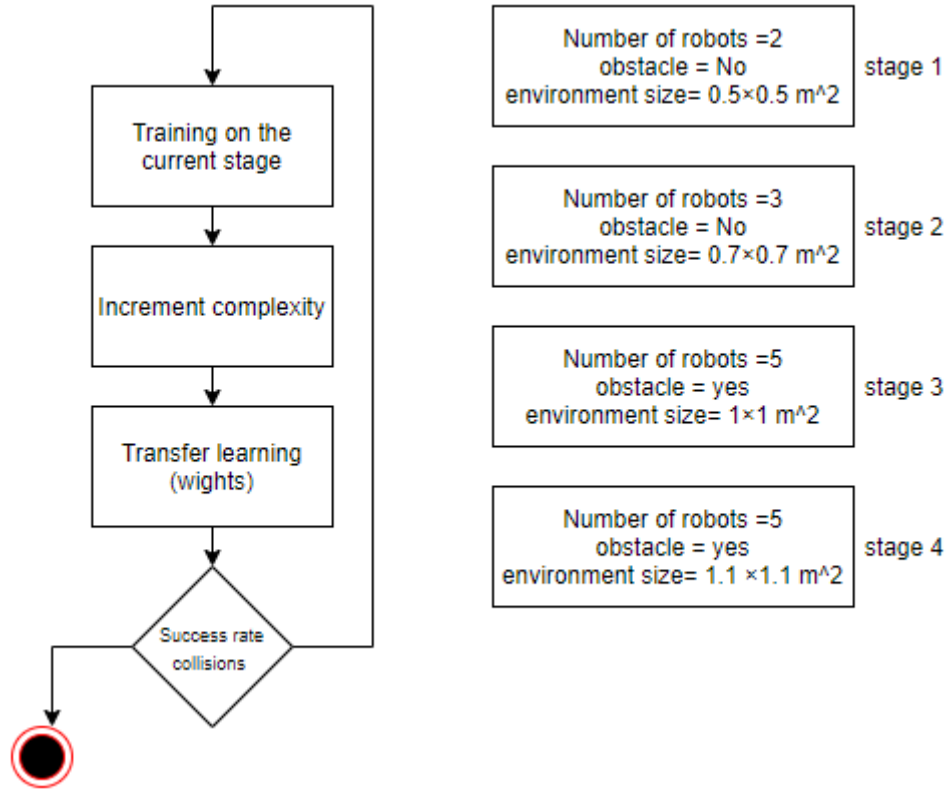 Training on the
current stage
Increment complexity
Transfer learning
(wights)
Success rate
collisions
Number of robots =2
obstacle = No
environment size= 0.5×0.5 m^2
stage 1
Number of robots =3
obstacle = No
environment size= 0.7×0.7 m^2
stage 2
Number of robots =5
obstacle = yes
environment size= 1×1 m^2
stage 3
Number of robots =5
obstacle = yes
environment size= 1.1 ×1.1 m^2
stage 4